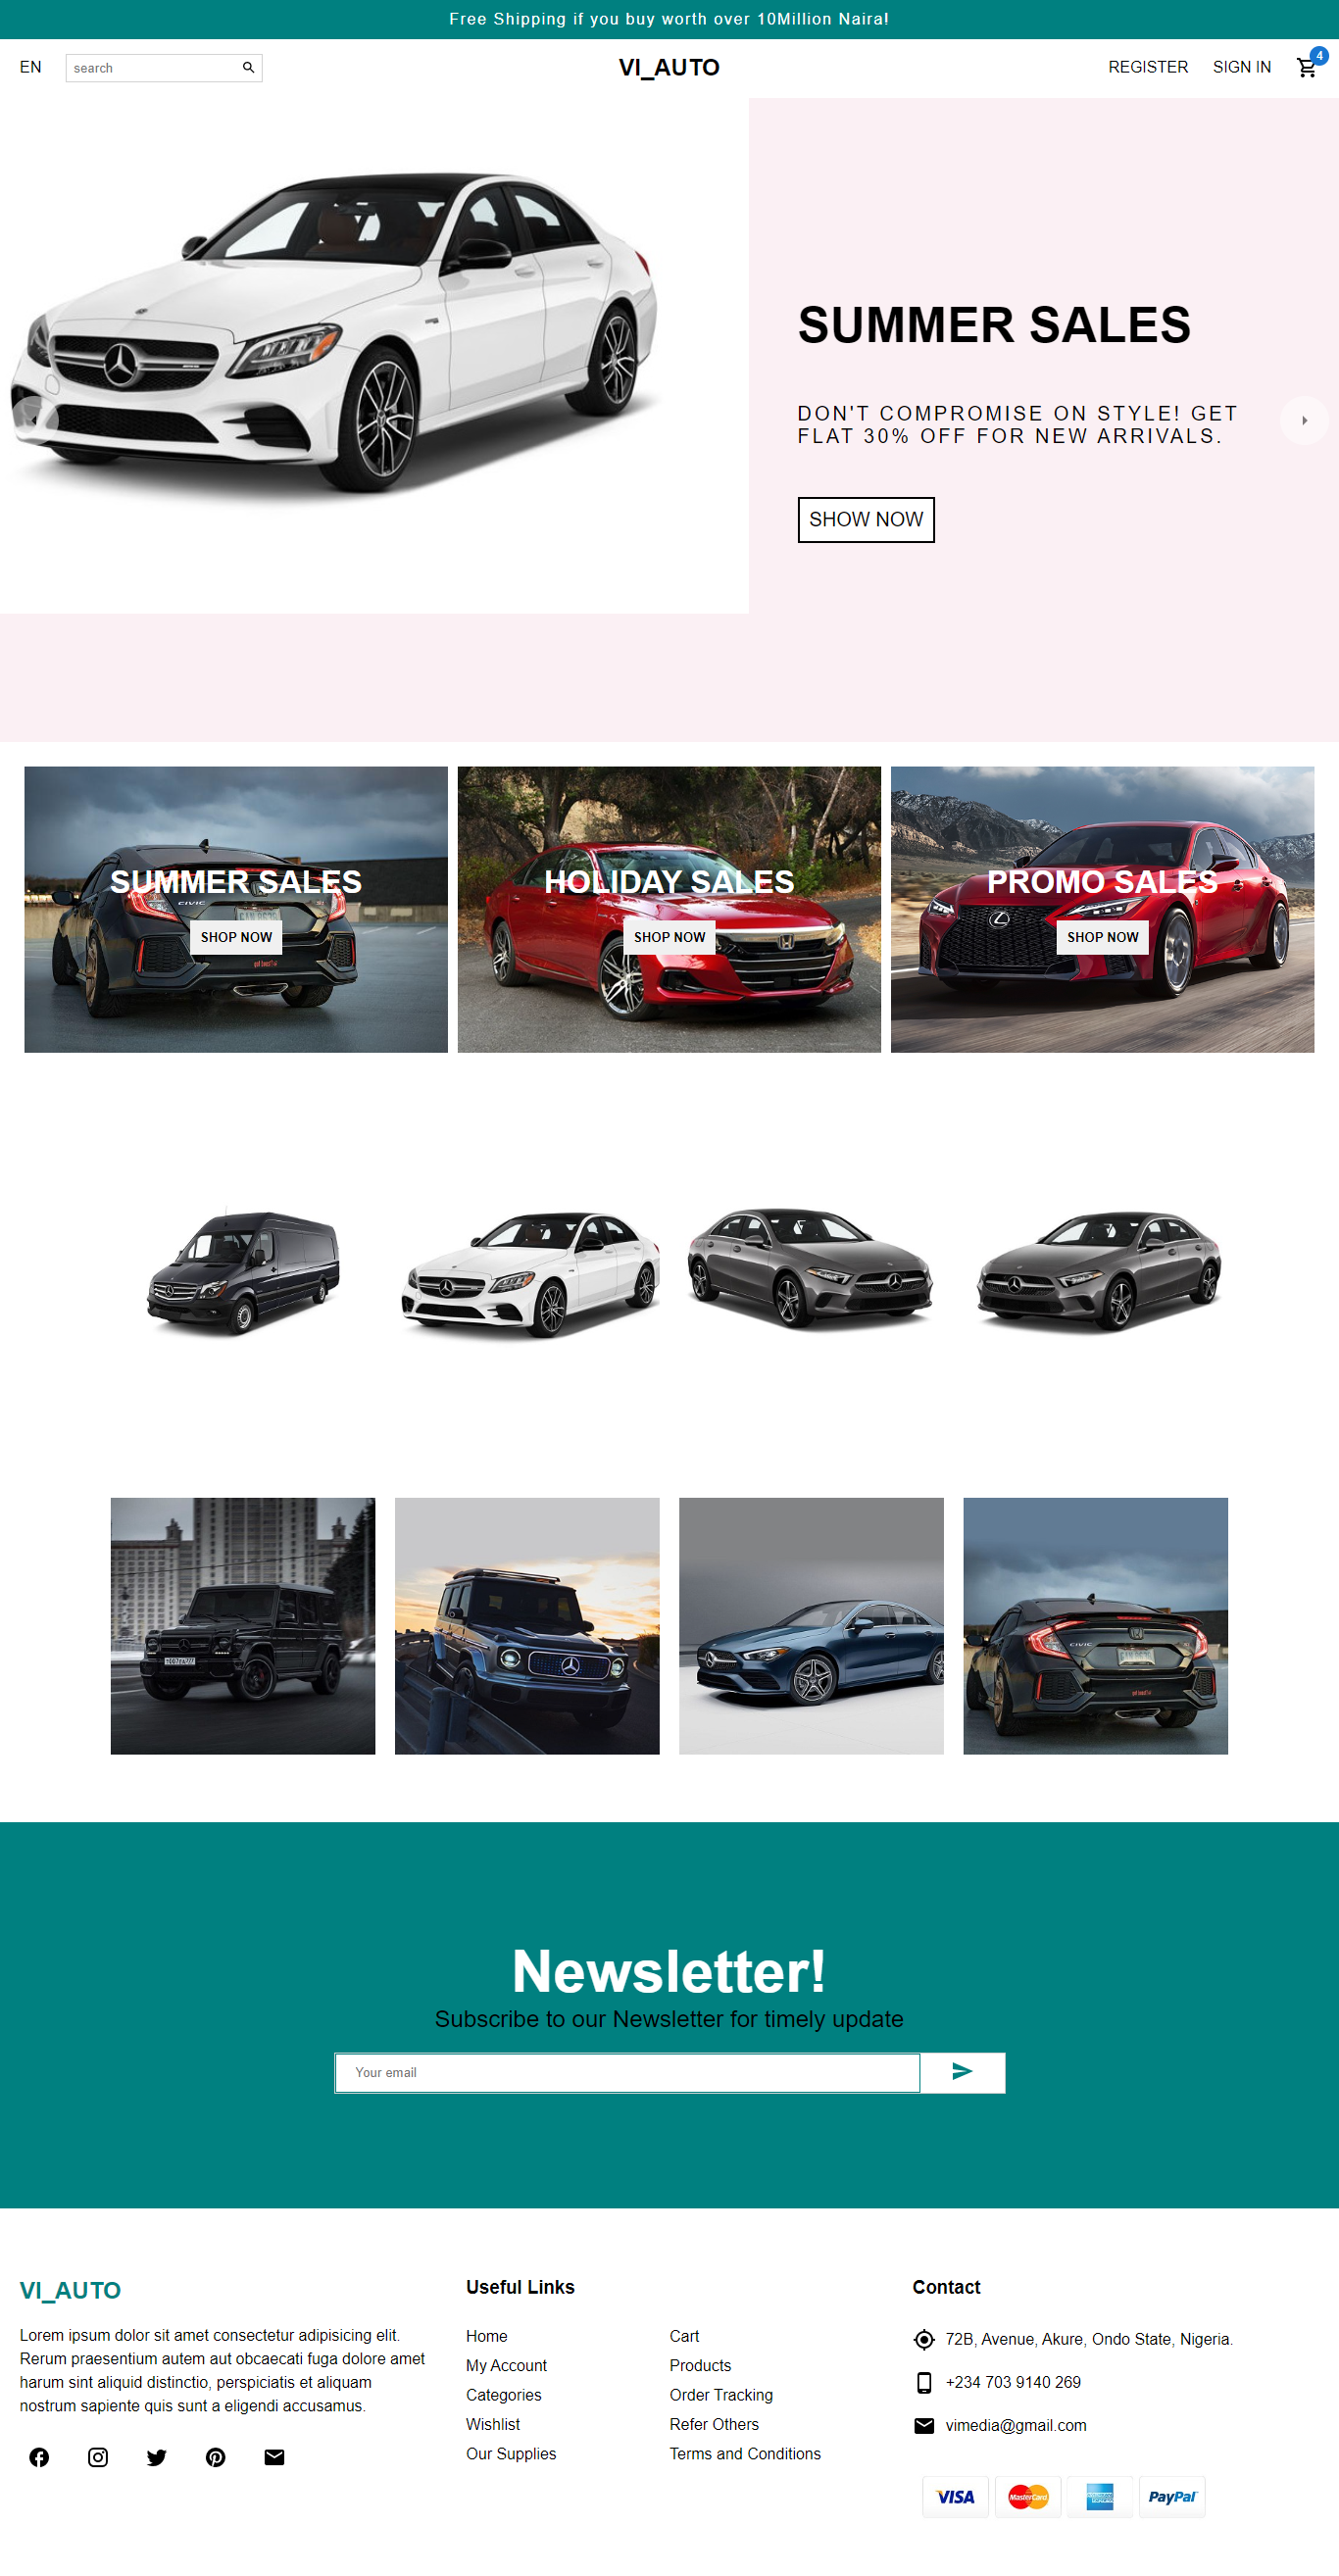 Free Shipping if you buy worth over 10Million Naira!
EN
search
VI_AUTO
REGISTER
SIGN IN
4
SUMMER SALES
DON'T COMPROMISE ON STYLE! GET
FLAT 30% OFF FOR NEW ARRIVALS.
SHOW NOW
SUMMER SALES
CIVIC
SHOP NOW
HOLIDAY SALES
SHOP NOW
PROMO SALES
SHOP NOW
CIVIC
Newsletter!
Subscribe to our Newsletter for timely update
Your email
VI_AUTO
Lorem ipsum dolor sit amet consectetur adipisicing elit.
Rerum praesentium autem aut obcaecati fuga dolore amet
harum sint aliquid distinctio, perspiciatis et aliquam
nostrum sapiente quis sunt a eligendi accusamus.
Useful Links
Home
Cart
My Account
Products
Categories
Order Tracking
Wishlist
Refer Others
Our Supplies
Terms and Conditions
Contact
72B, Avenue, Akure, Ondo State, Nigeria.
+234 703 9140 269
vimedia@gmail.com
VISA
MasterCard
PayPal